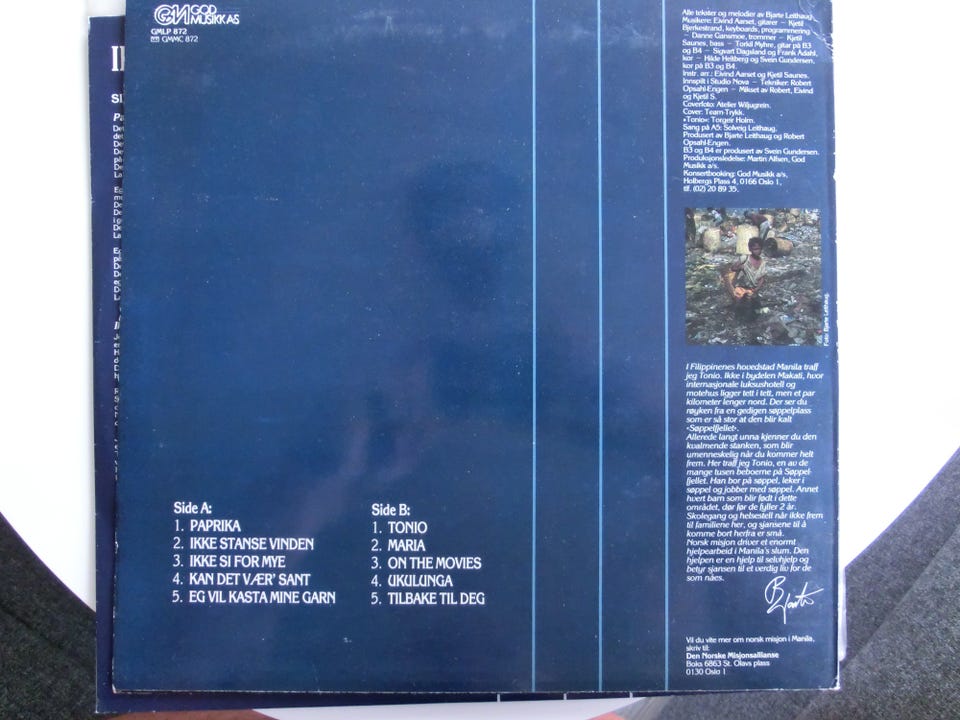 GM GOD
MUSIKK AS
GMLP 872
GMMC 872
Alle tekster og melodier av Bjarte Leithaug.
Musikere: Eivind Aarset, gitarer – Kjetil
Bjerkestrand, keyboards, programmering
– Danne Gansmoe, trommer – Kjetil
Saunes, bass – Torkil Myhre, gitar på B3
og B4 – Sigvart Dagsland og Frank Ådahl,
kor – Hilde Heltberg og Svein Gundersen,
kor på B3 og B4.
Instr. arr.: Eivind Aarset og Kjetil Saunes.
Innspilt i Studio Nova – Tekniker: Robert
Opsahl-Engen – Mikset av Robert, Eivind
og Kjetil S.
Coverfoto: Atelier Wiljugrein.
Cover: Team-Trykk.
«Tonio»: Torgeir Holm.
Sang på A5: Solveig Leithaug.
Produsert av Bjarte Leithaug og Robert
Opsahl-Engen.
B3 og B4 er produsert av Svein Gundersen.
Produksjonsledelse: Martin Alfsen, God
Musikk a/s.
Konsertbooking: God Musikk a/s,
Holbergs Plass 4, 0166 Oslo 1,
tlf. (02) 20 89 35.
Foto: Bjarte Leithaug.
I Filippinenes hovedstad Manila traff
jeg Tonio. Ikke i bydelen Makati, hvor
internasjonale luksushotell og
motehus ligger tett i tett, men et par
kilometer lenger nord. Der ser du
røyken fra en gedigen søppelplass
som er så stor at den blir kalt
«Søppelfjellet».
Allerede langt unna kjenner du den
kvalmende stanken, som blir
umenneskelig når du kommer helt
frem. Her traff jeg Tonio, en av de
mange tusen beboerne på Søppel-
fjellet. Han bor på søppel, leker i
søppel og jobber med søppel. Annet
hvert barn som blir født i dette
området, dør før de fyller 2 år.
Skolegang og helsestell når ikke frem
til familiene her, og sjansene til å
komme bort herfra er små.
Norsk misjon driver et enormt
hjelpearbeid i Manila's slum. Den
hjelpen er en hjelp til selvhjelp og
betyr sjansen til et verdig liv for de
som nåes.
Bjarte
Vil du vite mer om norsk misjon i Manila,
skriv til:
Den Norske Misjonsallianse
Boks 6863 St. Olavs plass
0130 Oslo 1
Side A:
1. PAPRIKA
2. IKKE STANSE VINDEN
3. IKKE SI FOR MYE
4. KAN DET VÆR' SANT
5. EG VIL KASTA MINE GARN
Side B:
1. TONIO
2. MARIA
3. ON THE MOVIES
4. UKULUNGA
5. TILBAKE TIL DEG